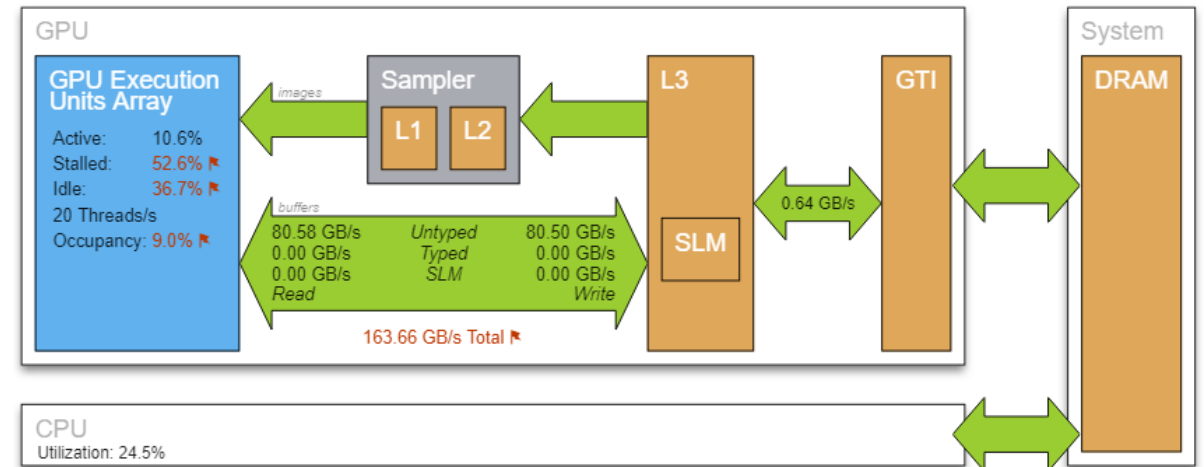 GPU
System
GPU Execution
Units Array
Active: 10.6%
Stalled: 52.6%
Idle: 36.7%
20 Threads/s
Occupancy: 9.0%
images
Sampler
L1 L2
L3
GTI
DRAM
buffers
80.58 GB/s Untyped 80.50 GB/s
0.00 GB/s Typed 0.00 GB/s
0.00 GB/s SLM 0.00 GB/s
Read Write
163.66 GB/s Total
SLM
0.64 GB/s
CPU
Utilization: 24.5%